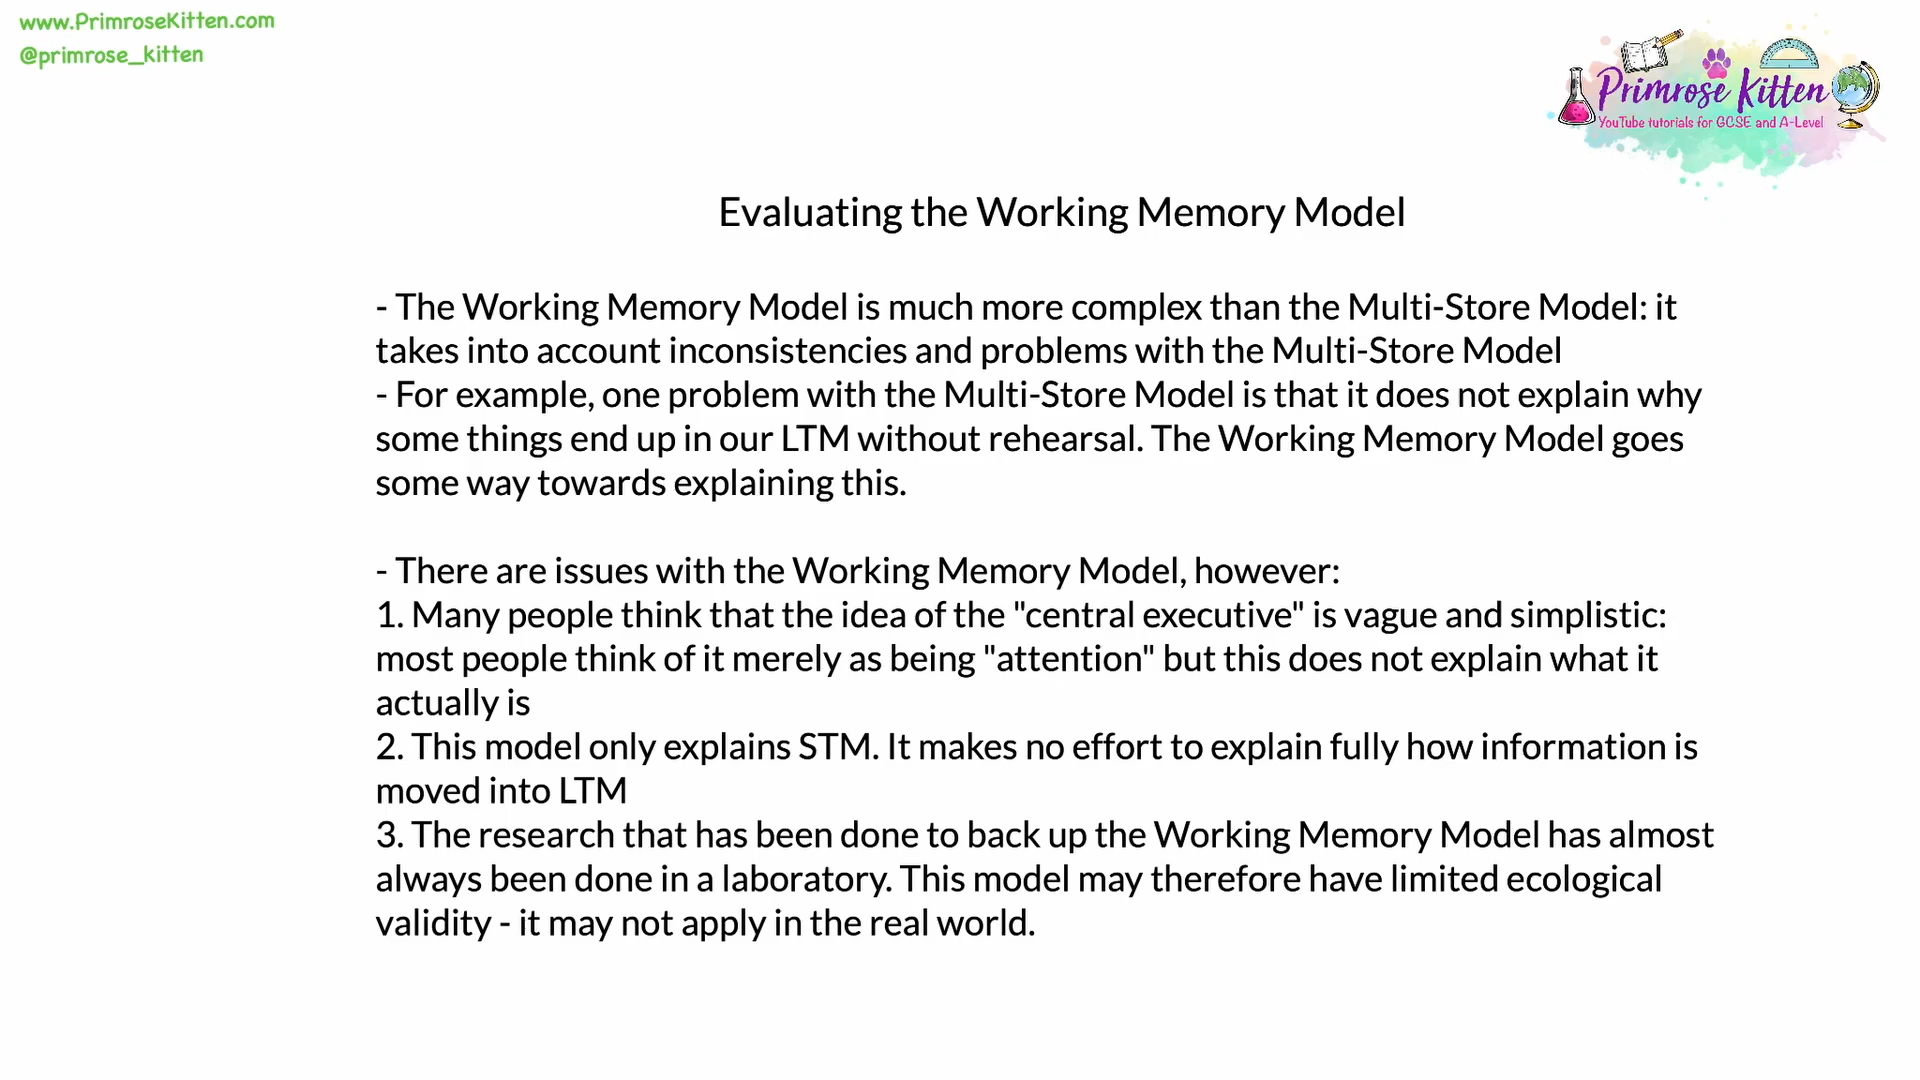 www.PrimroseKitten.com
@primrose_kitten
Primrose Kitten
YouTube tutorials for GCSE and A-Level
Evaluating the Working Memory Model
- The Working Memory Model is much more complex than the Multi-Store Model: it
takes into account inconsistencies and problems with the Multi-Store Model
- For example, one problem with the Multi-Store Model is that it does not explain why
some things end up in our LTM without rehearsal. The Working Memory Model goes
some way towards explaining this.
- There are issues with the Working Memory Model, however:
1. Many people think that the idea of the "central executive" is vague and simplistic:
most people think of it merely as being "attention" but this does not explain what it
actually is
2. This model only explains STM. It makes no effort to explain fully how information is
moved into LTM
3. The research that has been done to back up the Working Memory Model has almost
always been done in a laboratory. This model may therefore have limited ecological
validity - it may not apply in the real world.